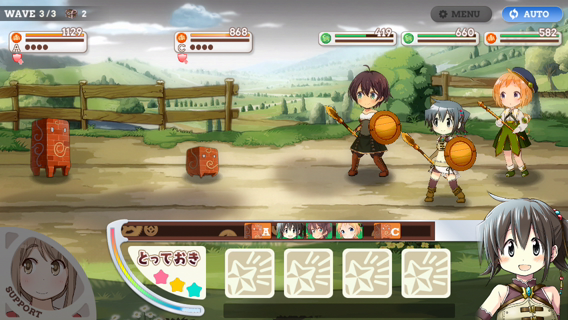 WAVE 3/3 2
MENU
AUTO
1129
A
868
C
419
660
582
A
C
とっておき
SUPPORT